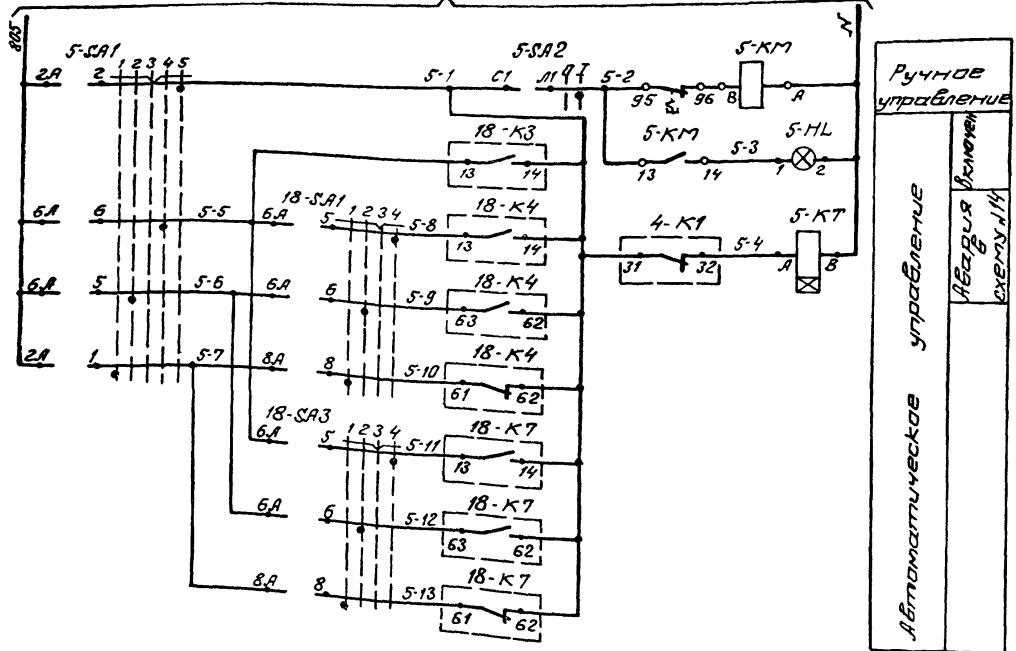 805
N
5-SA1
5-SA2
5-KM
1 2 3 4 5
2A
2
5-1
C1
Л1
0 I
5-2
95
96
B
A
18-K3
13
14
5-KM
13
14
5-3
5-HL
1
2
6A
6
5-5
6A
18-SA1
5
1 2 3 4
5-8
18-K4
13
14
4-K1
31
32
5-4
5-KT
A
B
6A
5
5-6
6A
6
5-9
18-K4
63
62
2A
1
5-7
8A
8
5-10
18-K4
61
62
18-SA3
6A
5
1 2 3 4
5-11
18-K7
13
14
6A
6
5-12
18-K7
63
62
8A
8
5-13
18-K7
61
62
Ручное
управление
Автоматическое управление
Включен
Авария
в
схему N14